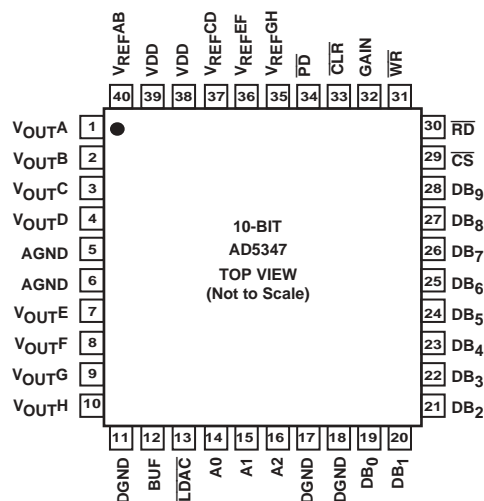 VREFAB
VDD
VDD
VREFCD
VREFEF
VREFGH
PD
CLR
GAIN
WR
40 39 38 37 36 35 34 33 32 31
VOUTA 1
VOUTB 2
VOUTC 3
VOUTD 4
AGND 5
AGND 6
VOUTE 7
VOUTF 8
VOUTG 9
VOUTH 10
10-BIT
AD5347
TOP VIEW
(Not to Scale)
30 RD
29 CS
28 DB9
27 DB8
26 DB7
25 DB6
24 DB5
23 DB4
22 DB3
21 DB2
11 12 13 14 15 16 17 18 19 20
DGND
BUF
LDAC
A0
A1
A2
DGND
DGND
DB0
DB1